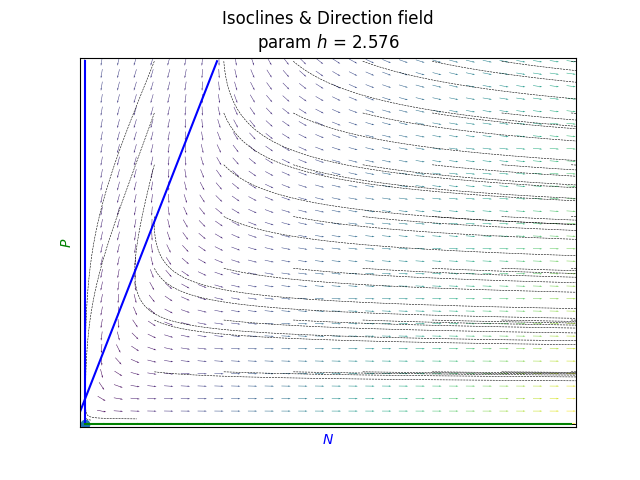 Isoclines & Direction field
param h = 2.576
P
N